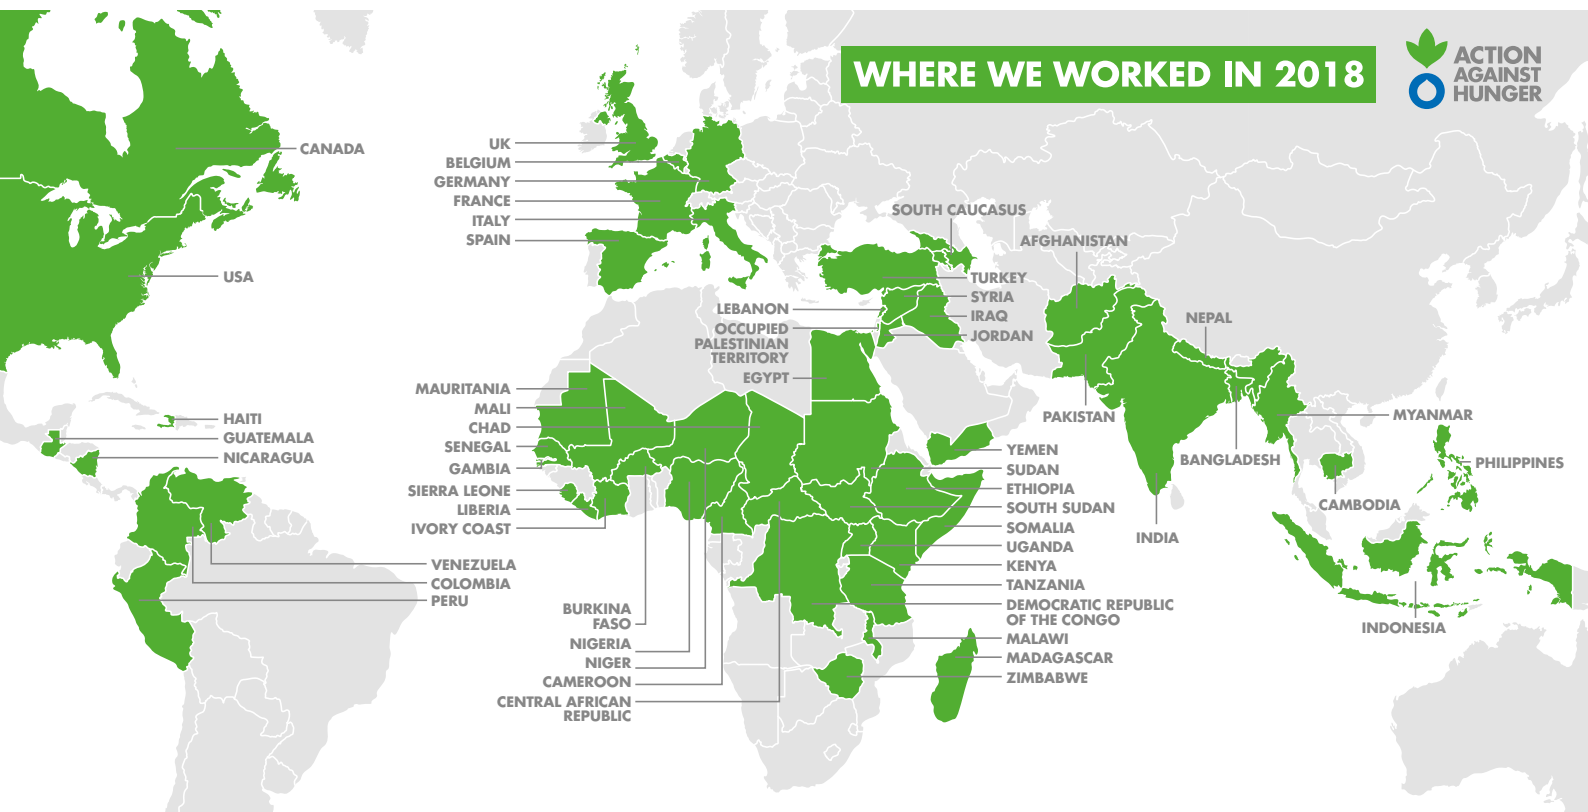 WHERE WE WORKED IN 2018
ACTION
AGAINST
HUNGER
CANADA
USA
HAITI
GUATEMALA
NICARAGUA
VENEZUELA
COLOMBIA
PERU
UK
BELGIUM
GERMANY
FRANCE
ITALY
SPAIN
MAURITANIA
MALI
CHAD
SENEGAL
GAMBIA
SIERRA LEONE
LIBERIA
IVORY COAST
BURKINA
FASO
NIGERIA
NIGER
CAMEROON
CENTRAL AFRICAN
REPUBLIC
LEBANON
OCCUPIED
PALESTINIAN
TERRITORY
EGYPT
SOUTH CAUCASUS
TURKEY
SYRIA
IRAQ
JORDAN
YEMEN
SUDAN
ETHIOPIA
SOUTH SUDAN
SOMALIA
UGANDA
KENYA
TANZANIA
DEMOCRATIC REPUBLIC
OF THE CONGO
MALAWI
MADAGASCAR
ZIMBABWE
AFGHANISTAN
PAKISTAN
NEPAL
BANGLADESH
INDIA
MYANMAR
CAMBODIA
PHILIPPINES
INDONESIA